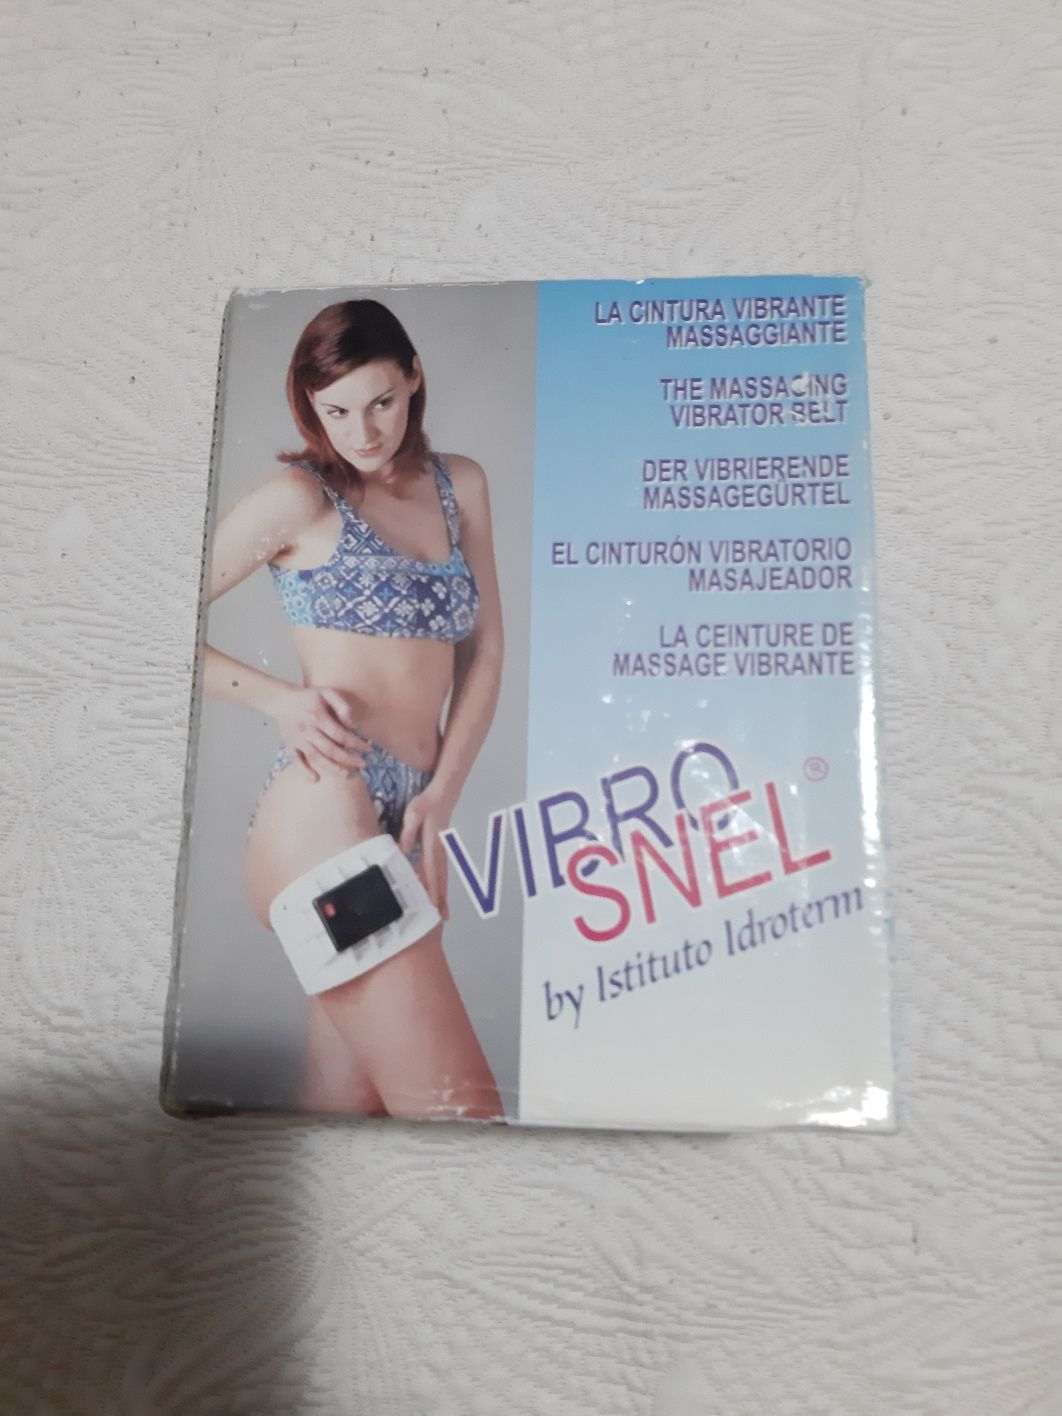 LA CINTURA VIBRANTE
MASSAGGIANTE
THE MASSAGING
VIBRATOR BELT
DER VIBRIERENDE
MASSAGEGÜRTEL
EL CINTURÓN VIBRATORIO
MASAJEADOR
LA CEINTURE DE
MASSAGE VIBRANTE
VIBRO
SNEL ®
by Istituto Idroterm